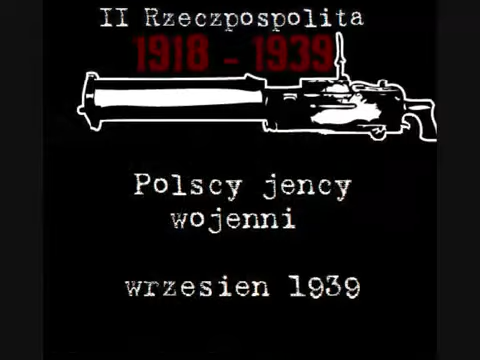 II Rzeczpospolita
1918 - 1939
Polscy jency
wojenni
wrzesien 1939